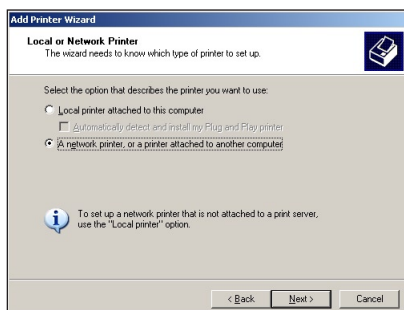 Add Printer Wizard
Local or Network Printer
The wizard needs to know which type of printer to set up.
Select the option that describes the printer you want to use:
Local printer attached to this computer
Automatically detect and install my Plug and Play printer
A network printer, or a printer attached to another computer
To set up a network printer that is not attached to a print server,
use the "Local printer" option.
< Back
Next >
Cancel